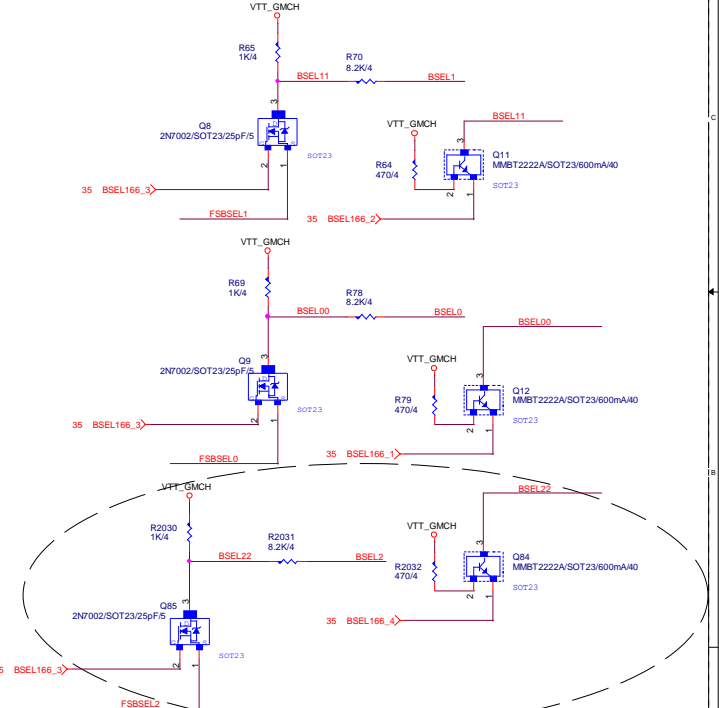 VTT_GMCH
R65
1K/4
R70
8.2K/4
BSEL11
BSEL1
3
Q8
2N7002/SOT23/25pF/5
SOT23
2
1
35 BSEL166_3
FSBSEL1
VTT_GMCH
R64
470/4
BSEL11
3
Q11
MMBT2222A/SOT23/600mA/40
SOT23
2
1
35 BSEL166_2
C
VTT_GMCH
R69
1K/4
R78
8.2K/4
BSEL00
BSEL0
3
Q9
2N7002/SOT23/25pF/5
SOT23
2
1
35 BSEL166_3
FSBSEL0
VTT_GMCH
R79
470/4
BSEL00
3
Q12
MMBT2222A/SOT23/600mA/40
SOT23
2
1
35 BSEL166_1
B
VTT_GMCH
R2030
1K/4
R2031
8.2K/4
BSEL22
BSEL2
3
Q85
2N7002/SOT23/25pF/5
SOT23
2
1
5 BSEL166_3
FSBSEL2
VTT_GMCH
R2032
470/4
BSEL22
3
Q84
MMBT2222A/SOT23/600mA/40
SOT23
2
1
35 BSEL166_4